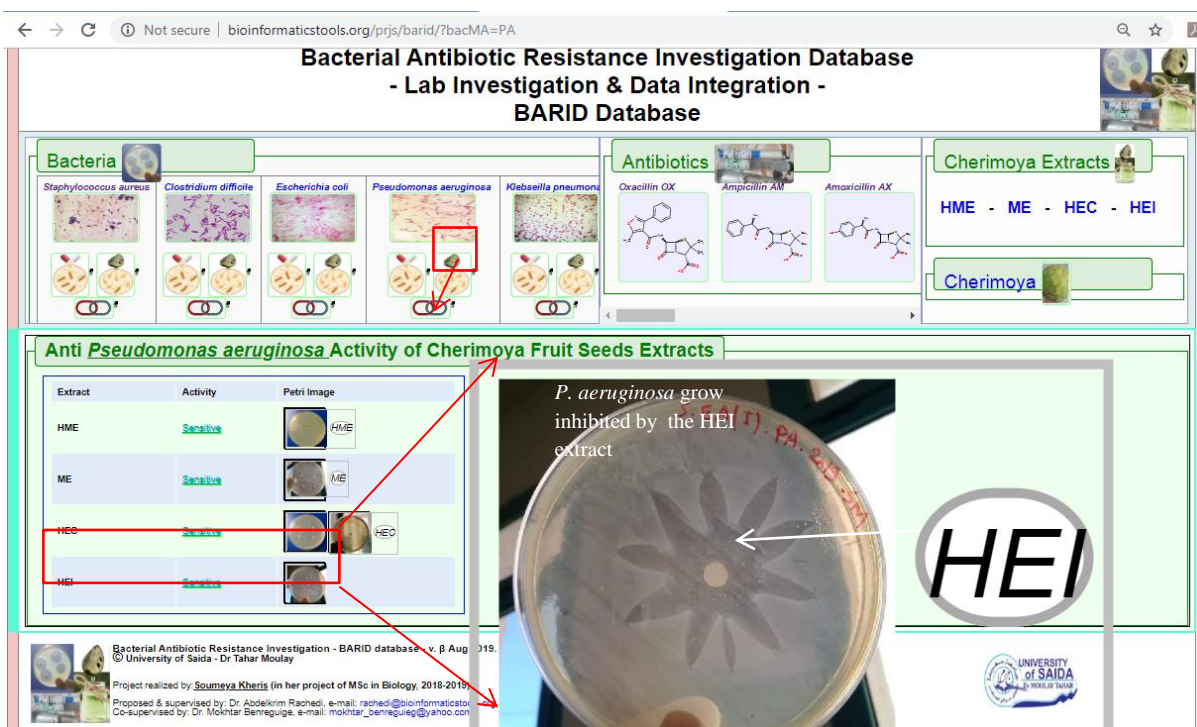 Not secure | bioinformaticstools.org/prjs/barid/?bacMA=PA
Bacterial Antibiotic Resistance Investigation Database
- Lab Investigation & Data Integration -
BARID Database
Bacteria
Staphylococcus aureus
Clostridium difficile
Escherichia coli
Pseudomonas aeruginosa
Klebseilla pneumona
Antibiotics
Oxacillin OX
Ampicillin AM
Amoxicillin AX
Cherimoya Extracts
HME - ME - HEC - HEI
Cherimoya
Anti Pseudomonas aeruginosa Activity of Cherimoya Fruit Seeds Extracts
Extract Activity Petri Image
HME Sensitive HME
ME Sensitive ME
HEC Sensitive HEC
HEI Sensitive
P. aeruginosa grow
inhibited by the HEI
extract
HEI
Bacterial Antibiotic Resistance Investigation - BARID database - v. β Aug 2019.
© University of Saida - Dr Tahar Moulay
Project realized by: Soumeya Kheris (in her project of MSc in Biology, 2018-2019)
Proposed & supervised by: Dr. Abdelkrim Rachedi, e-mail: rachedi@bioinformaticstoo
Co-supervised by: Dr. Mokhtar Benreguige, e-mail: mokhtar_benreguieg@yahoo.com
UNIVERSITY
of SAIDA
Dr MOULAY TAHAR